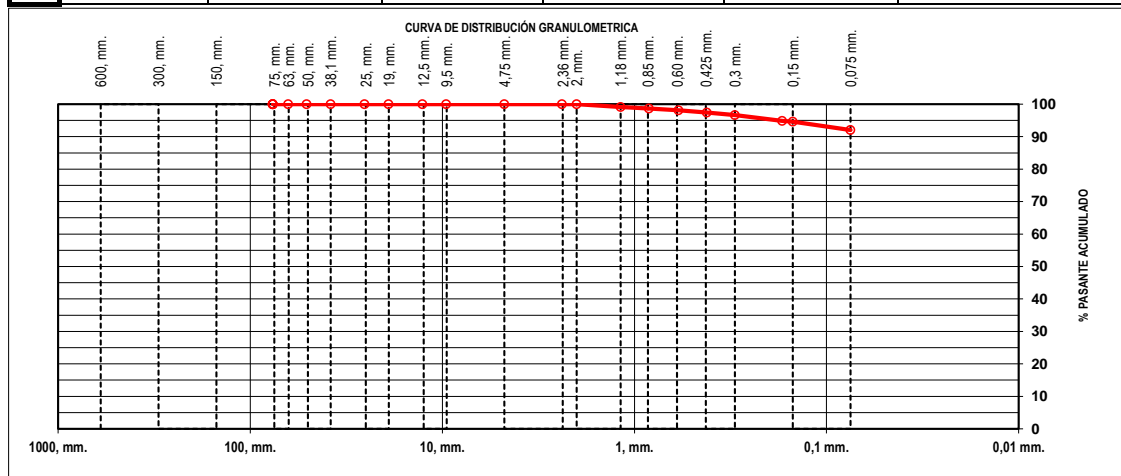 CURVA DE DISTRIBUCIÓN GRANULOMETRICA
600, mm.
300, mm.
150, mm.
75, mm.
63, mm.
50, mm.
38,1 mm.
25, mm.
19, mm.
12,5 mm.
9,5 mm.
4,75 mm.
2,36 mm.
2, mm.
1,18 mm.
0,85 mm.
0,60 mm.
0,425 mm.
0,3 mm.
0,15 mm.
0,075 mm.
100
90
80
70
60
50
40
30
20
10
0
% PASANTE ACUMULADO
1000, mm.
100, mm.
10, mm.
1, mm.
0,1 mm.
0,01 mm.